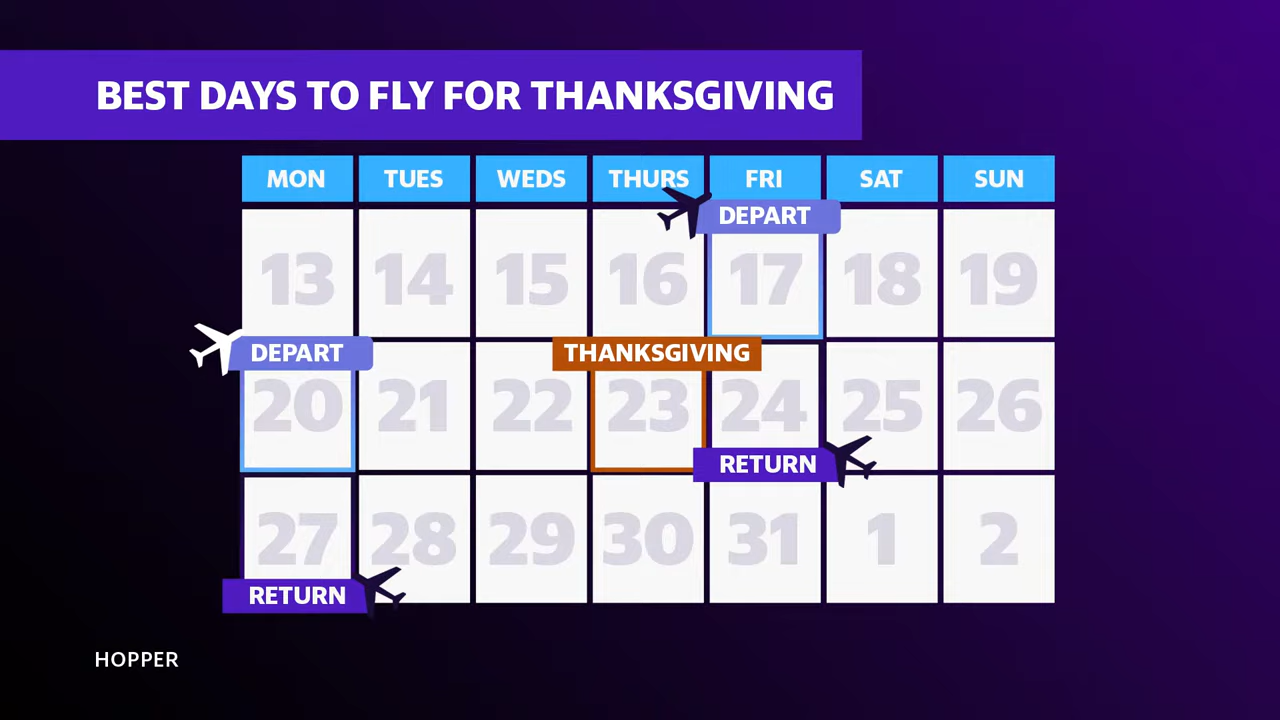 BEST DAYS TO FLY FOR THANKSGIVING
MON TUES WEDS THURS FRI SAT SUN
DEPART
13 14 15 16 17 18 19
DEPART THANKSGIVING
20 21 22 23 24 25 26
RETURN
27 28 29 30 31 1 2
RETURN
HOPPER